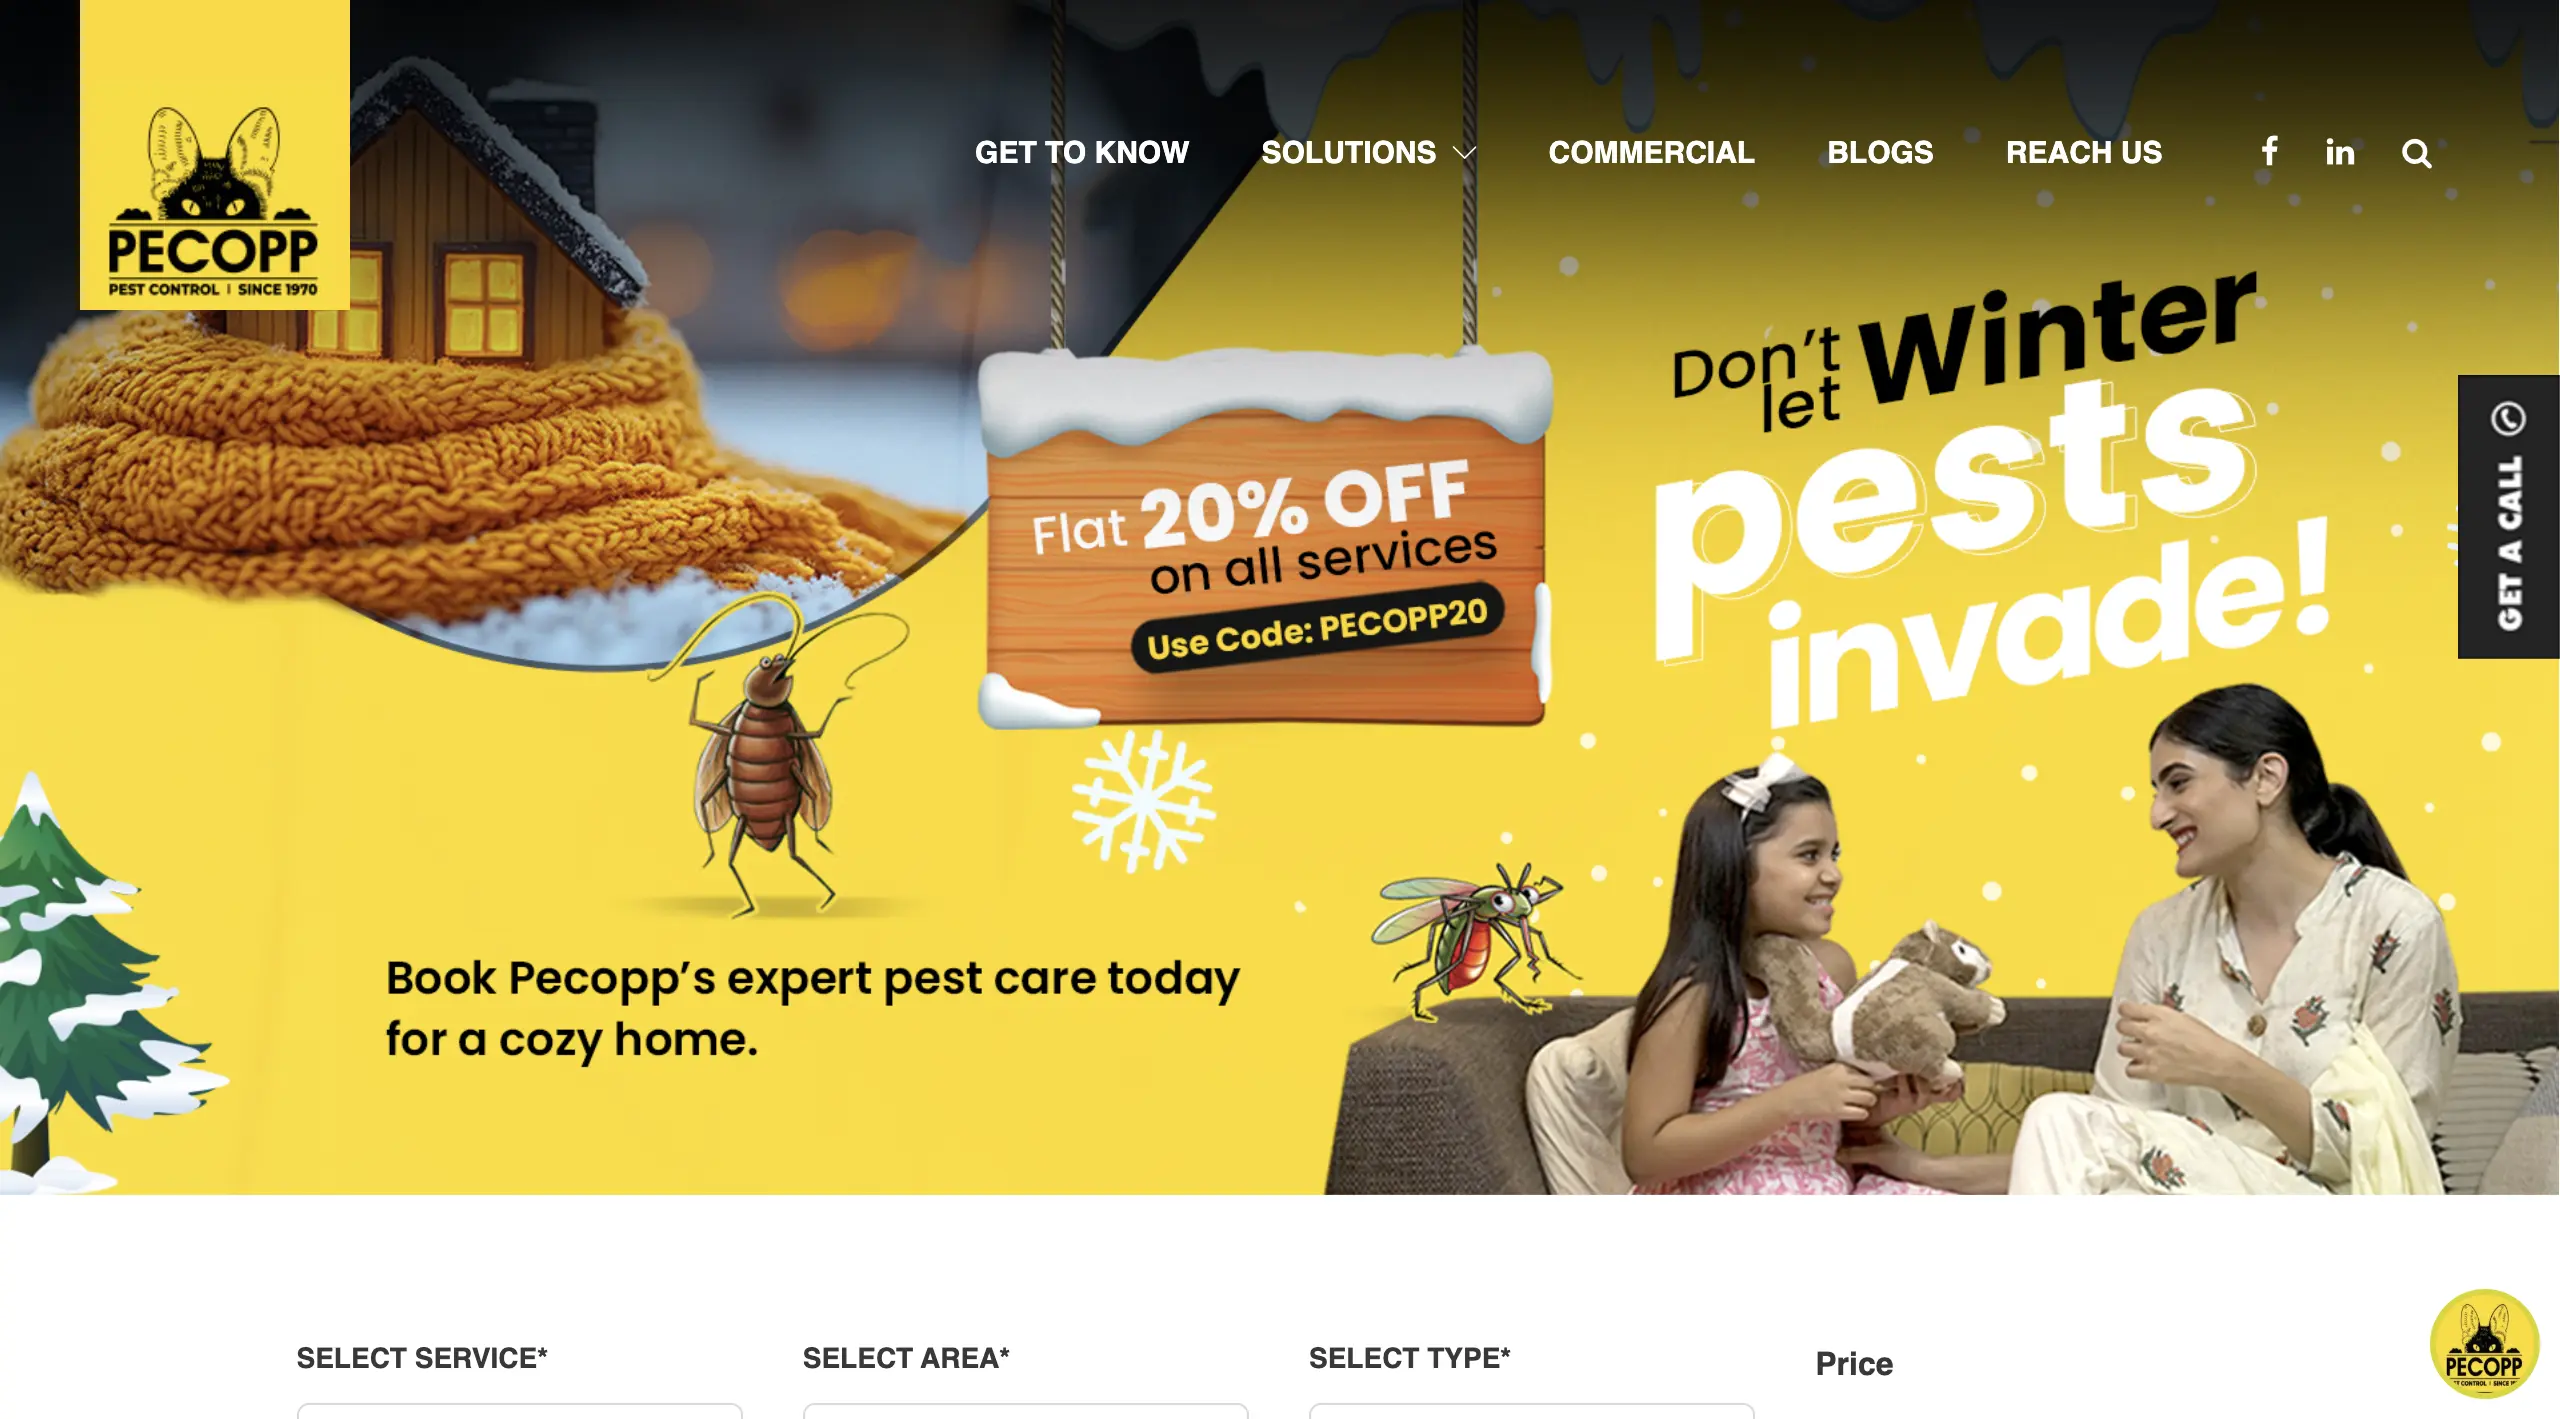 PECOPP
PEST CONTROL | SINCE 1970
GET TO KNOW
SOLUTIONS
COMMERCIAL
BLOGS
REACH US
Don't let Winter
pests
invade!
Flat 20% OFF
on all services
Use Code: PECOPP20
GET A CALL
Book Pecopp's expert pest care today
for a cozy home.
SELECT SERVICE*
SELECT AREA*
SELECT TYPE*
Price
PECOPP